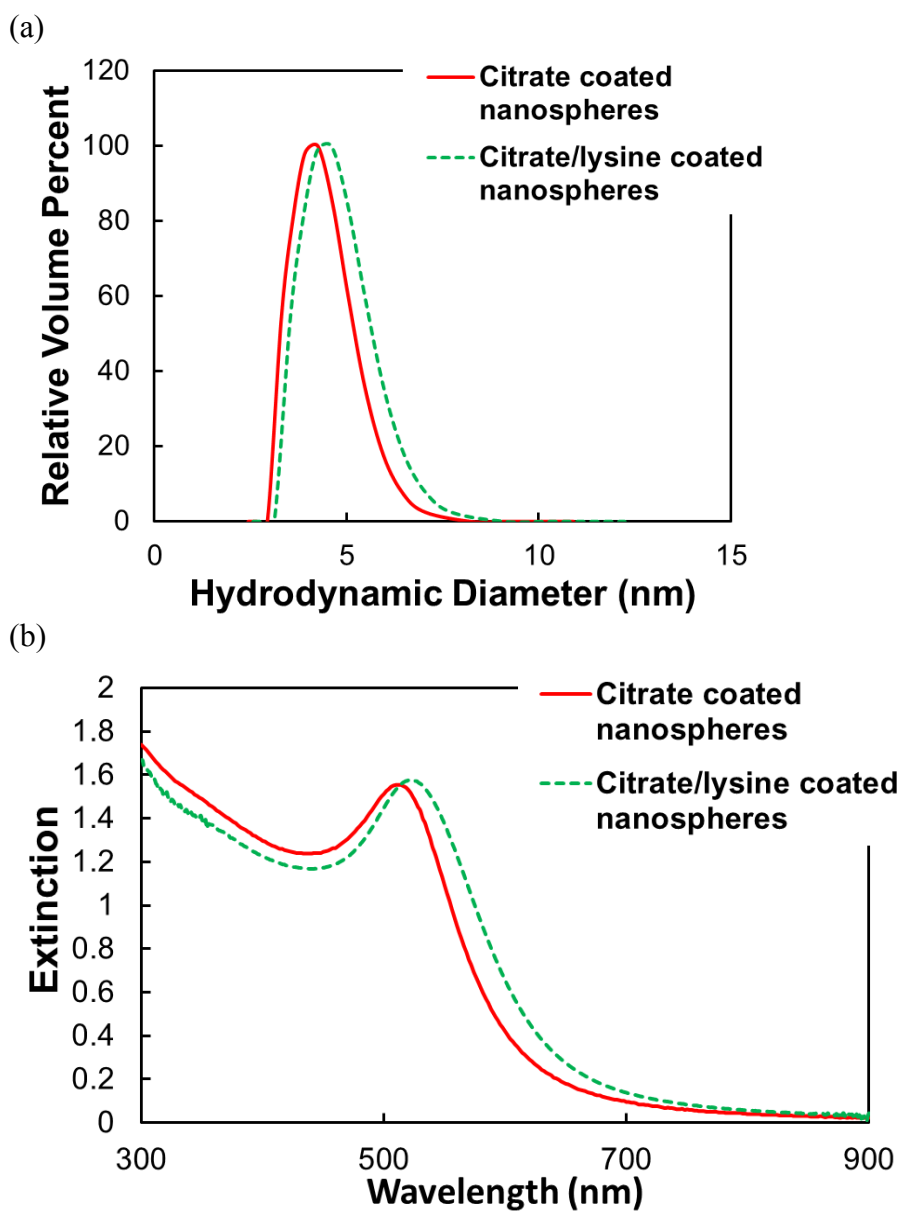 (a)
120
100
80
60
40
20
0
0 5 10 15
Relative Volume Percent
Hydrodynamic Diameter (nm)
Citrate coated
nanospheres
Citrate/lysine coated
nanospheres
(b)
2
1.8
1.6
1.4
1.2
1
0.8
0.6
0.4
0.2
0
300 500 700 900
Extinction
Wavelength (nm)
Citrate coated
nanospheres
Citrate/lysine coated
nanospheres